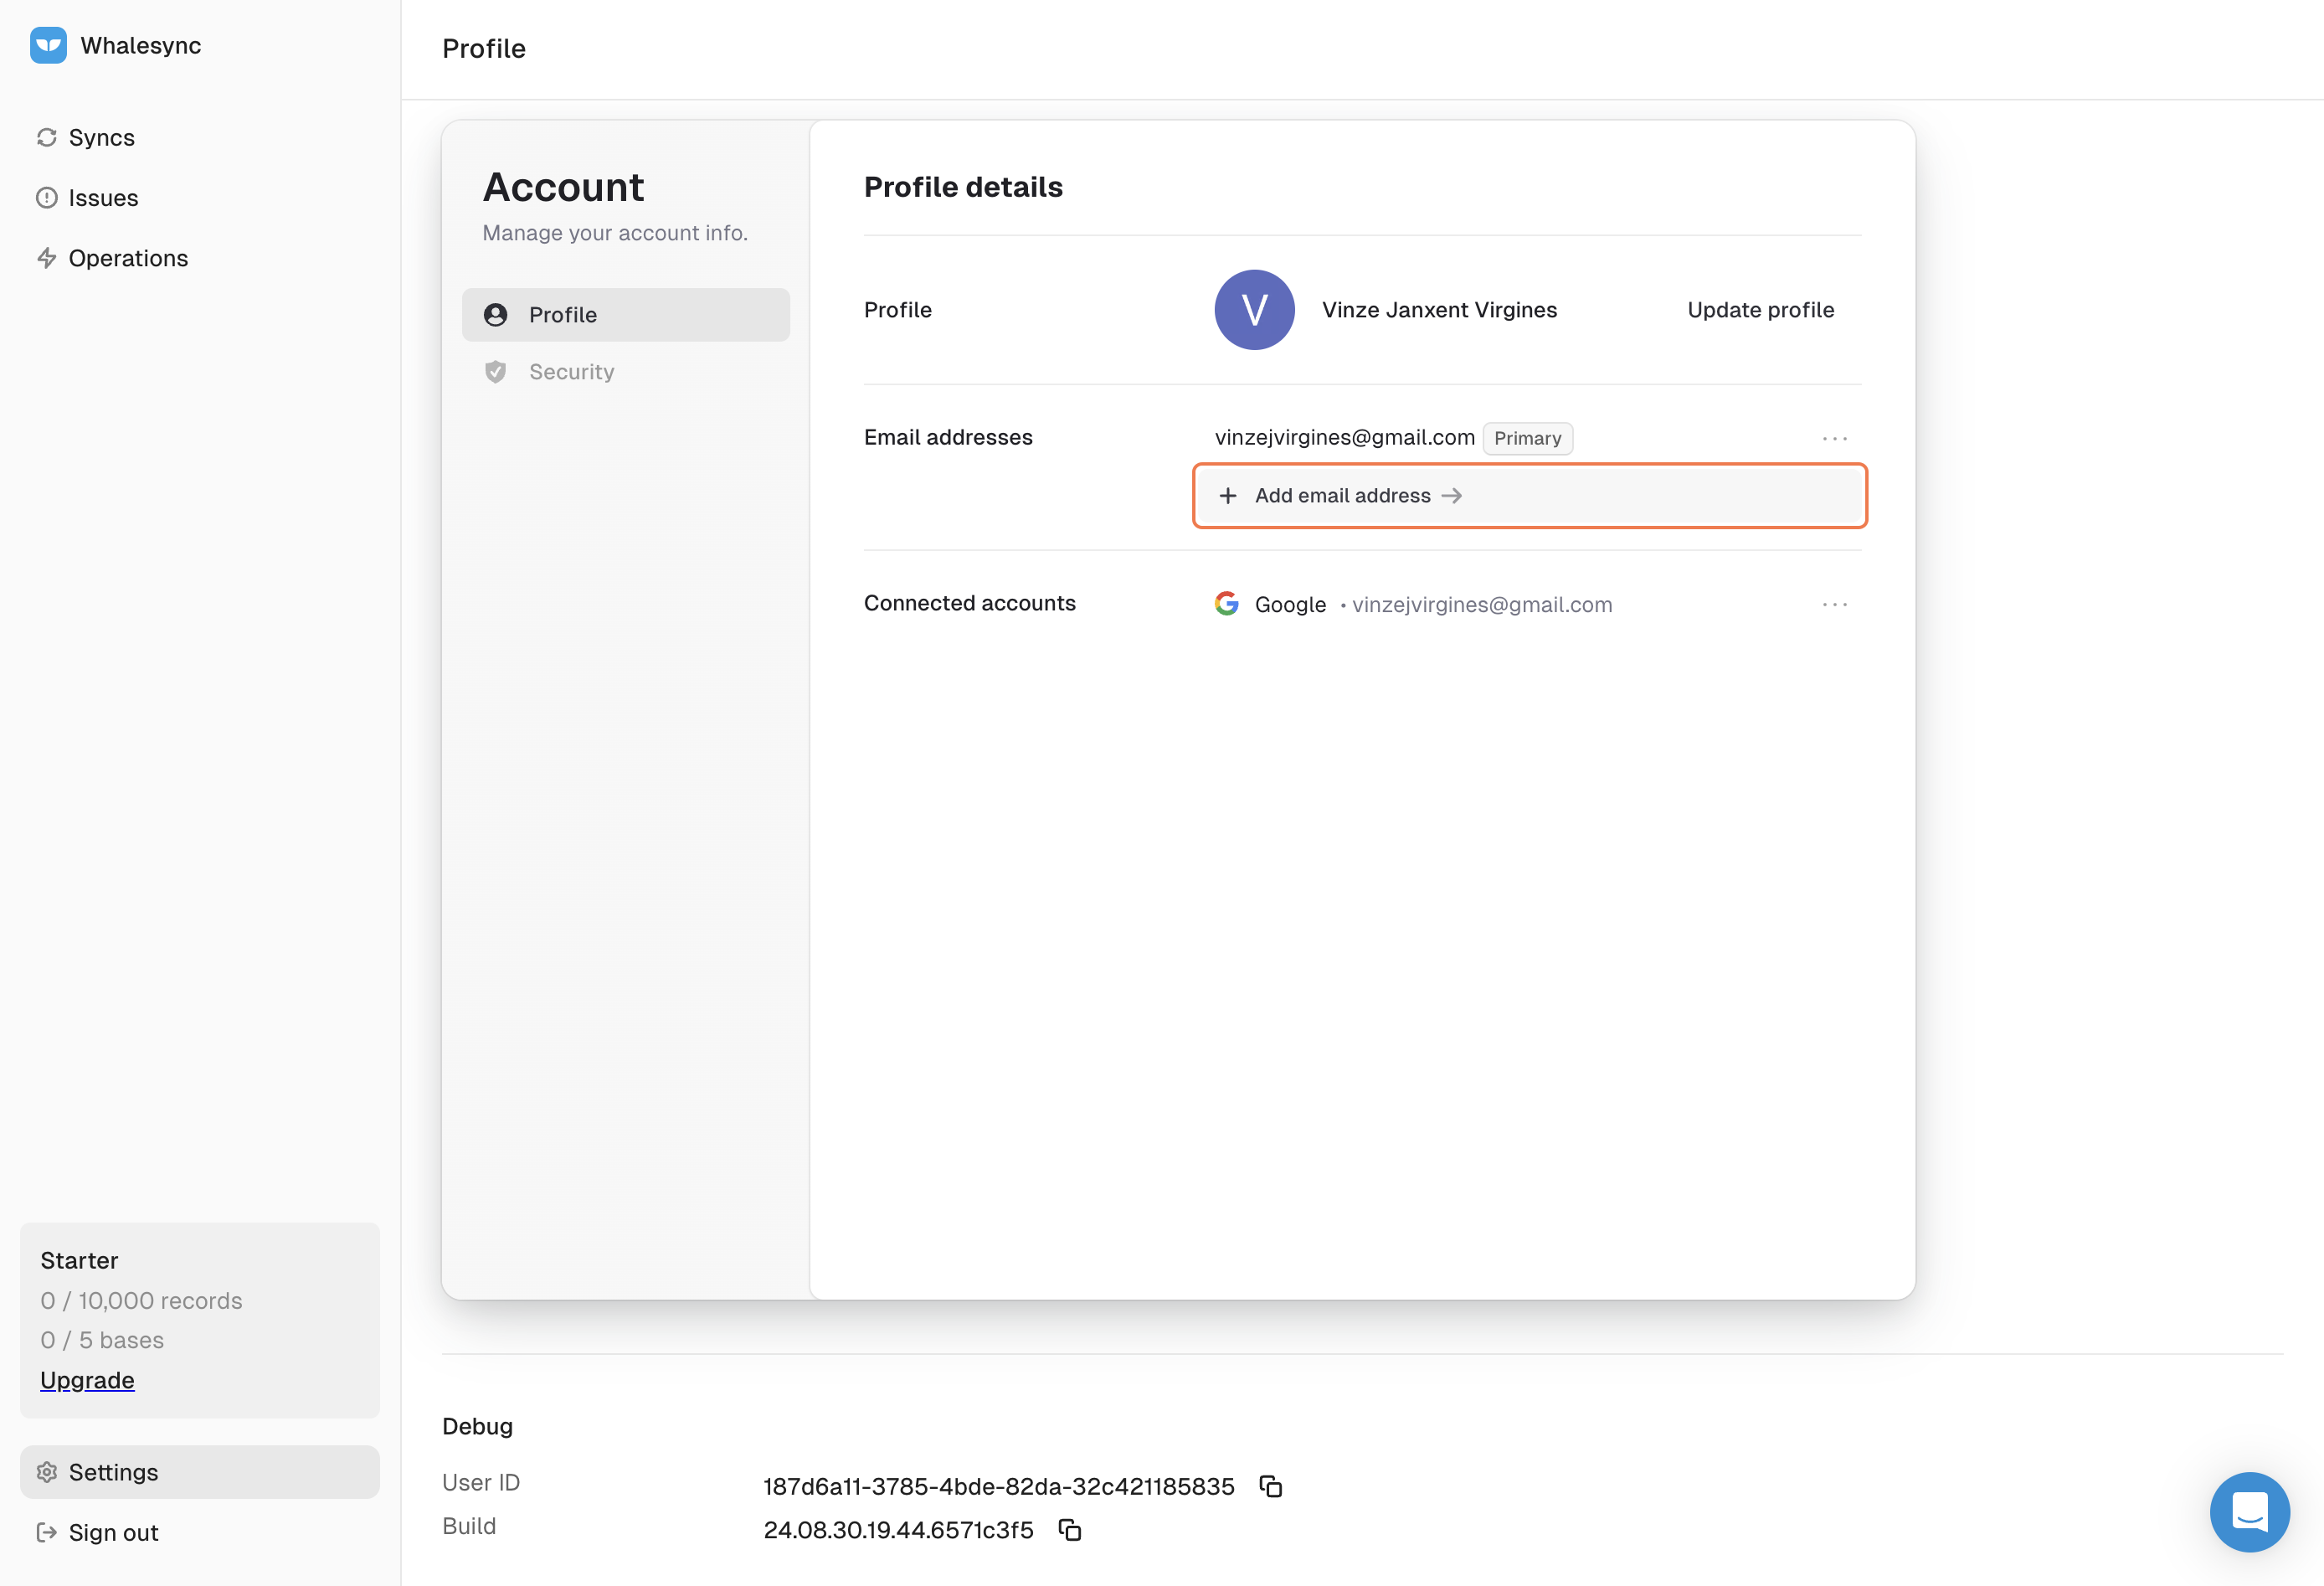 Whalesync
Syncs
Issues
Operations
Starter
0 / 10,000 records
0 / 5 bases
Upgrade
Settings
Sign out
Profile
Account
Manage your account info.
Profile
Security
Profile details
Profile
V
Vinze Janxent Virgines
Update profile
Email addresses
vinzejvirgines@gmail.com Primary
Add email address
Connected accounts
Google • vinzejvirgines@gmail.com
Debug
User ID 187d6a11-3785-4bde-82da-32c421185835
Build 24.08.30.19.44.6571c3f5